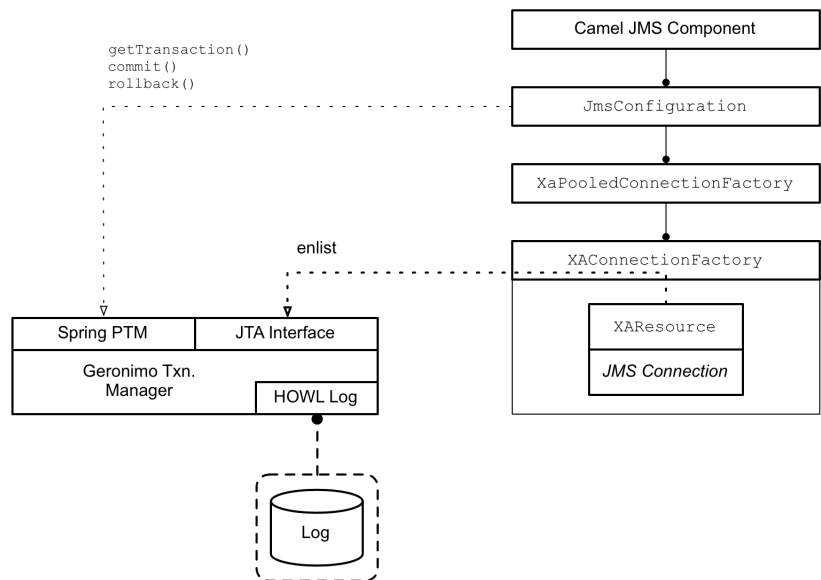 Camel JMS Component
getTransaction()
commit()
rollback()
JmsConfiguration
XaPooledConnectionFactory
enlist
XAConnectionFactory
Spring PTM
JTA Interface
XAResource
Geronimo Txn.
Manager
JMS Connection
HOWL Log
Log